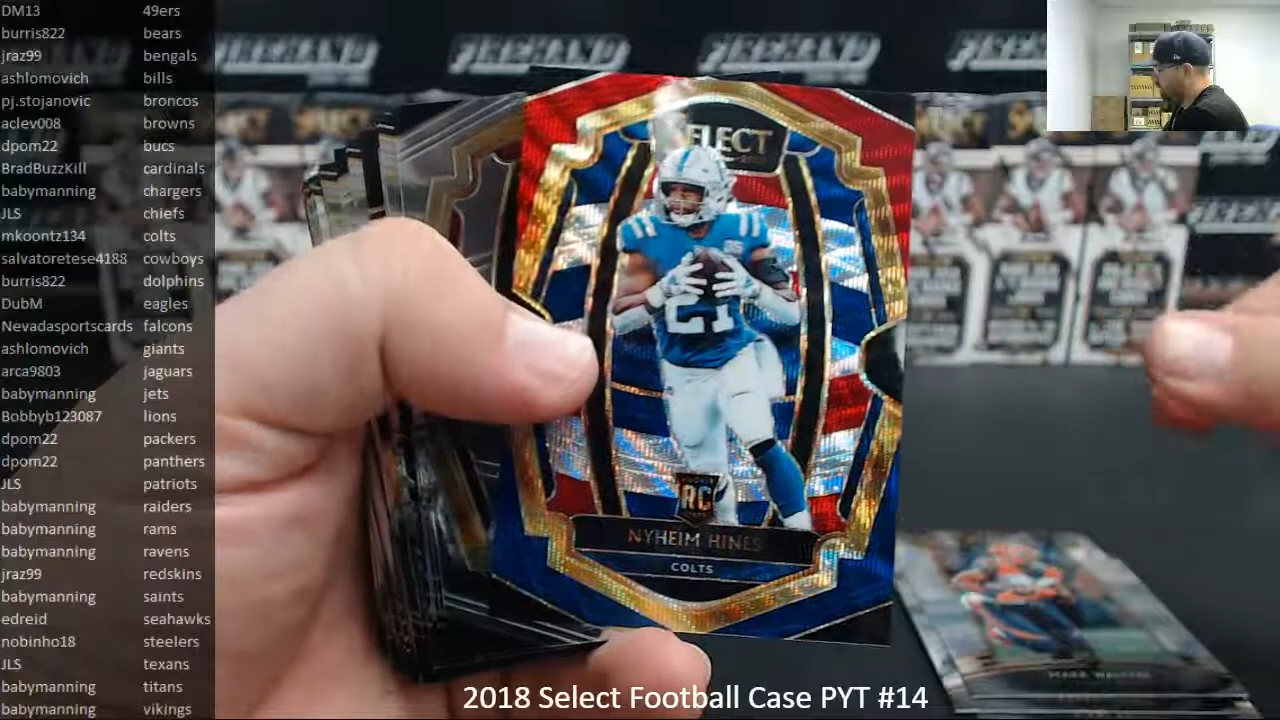 DM13 49ers
burris822 bears
jraz99 bengals
ashlomovich bills
pj.stojanovic broncos
aclev008 browns
dpom22 bucs
BradBuzzKill cardinals
babymanning chargers
JLS chiefs
mkoontz134 colts
salvatoretese4188 cowboys
burris822 dolphins
DubM eagles
Nevadasportscards falcons
ashlomovich giants
arca9803 jaguars
babymanning jets
Bobbyb123087 lions
dpom22 packers
dpom22 panthers
JLS patriots
babymanning raiders
babymanning rams
babymanning ravens
jraz99 redskins
babymanning saints
edreid seahawks
nobinho18 steelers
JLS texans
babymanning titans
babymanning vikings
FIREHAND
FIREHAND
FIREHAND
SELECT
21
RC
NYHEIM HINES
COLTS
2018 Select Football Case PYT #14